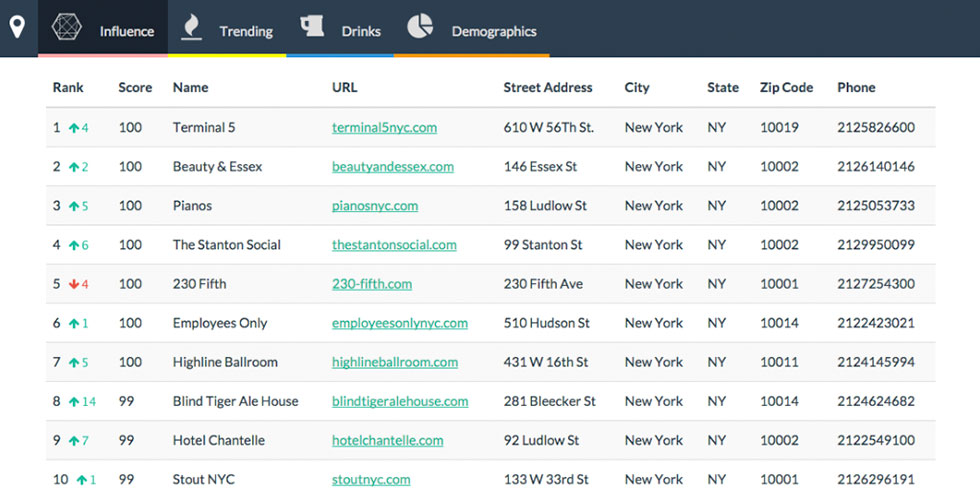 Influence Trending Drinks Demographics
Rank Score Name URL Street Address City State Zip Code Phone
1 4 100 Terminal 5 terminal5nyc.com 610 W 56Th St. New York NY 10019 2125826600
2 2 100 Beauty & Essex beautyandessex.com 146 Essex St New York NY 10002 2126140146
3 5 100 Pianos pianosnyc.com 158 Ludlow St New York NY 10002 2125053733
4 6 100 The Stanton Social thestantonsocial.com 99 Stanton St New York NY 10002 2129950099
5 4 100 230 Fifth 230-fifth.com 230 Fifth Ave New York NY 10001 2127254300
6 1 100 Employees Only employeesonlynyc.com 510 Hudson St New York NY 10014 2122423021
7 5 100 Highline Ballroom highlineballroom.com 431 W 16th St New York NY 10011 2124145994
8 14 99 Blind Tiger Ale House blindtigeralehouse.com 281 Bleecker St New York NY 10014 2124624682
9 7 99 Hotel Chantelle hotelchantelle.com 92 Ludlow St New York NY 10002 2122549100
10 1 99 Stout NYC stoutnyc.com 133 W 33rd St New York NY 10001 2126296191